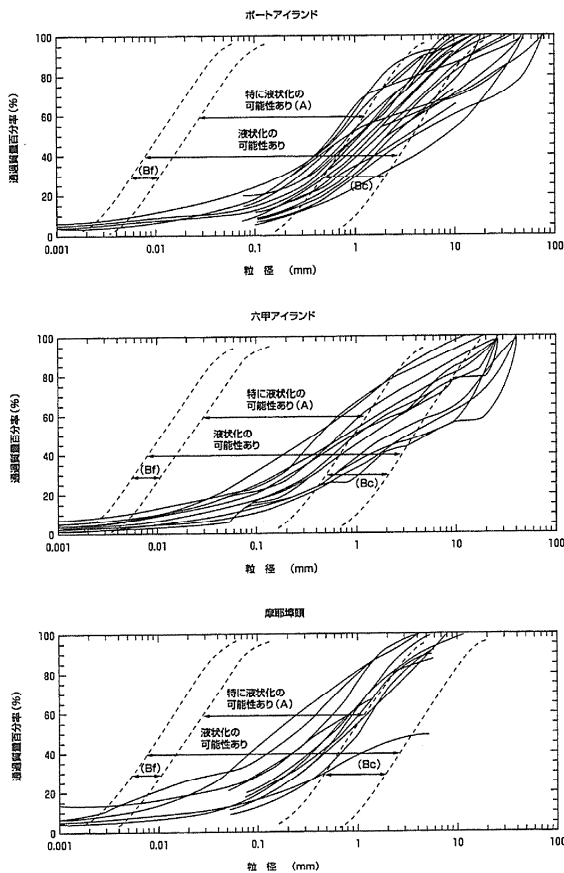 ポートアイランド
100
80
60
40
20
0
通過質量百分率(%)
特に液状化の
可能性あり(A)
液状化の
可能性あり
(Bf)
(Bc)
0.001
0.01
0.1
1
10
100
粒 径 (mm)
六甲アイランド
100
80
60
40
20
0
通過質量百分率(%)
特に液状化の
可能性あり(A)
液状化の
可能性あり
(Bf)
(Bc)
0.001
0.01
0.1
1
10
100
粒 径 (mm)
摩耶埠頭
100
80
60
40
20
0
通過質量百分率(%)
特に液状化の
可能性あり(A)
液状化の
可能性あり
(Bf)
(Bc)
0.001
0.01
0.1
1
10
100
粒 径 (mm)